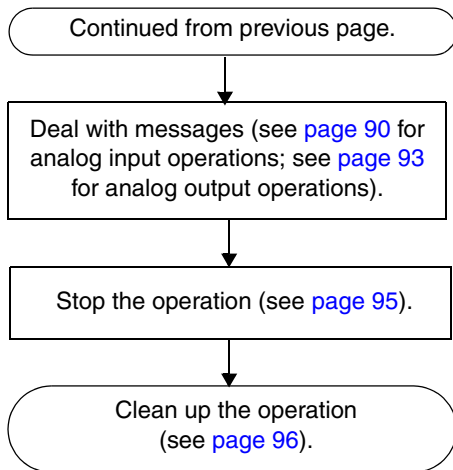 Continued from previous page.
Deal with messages (see page 90 for
analog input operations; see page 93
for analog output operations).
Stop the operation (see page 95).
Clean up the operation
(see page 96).